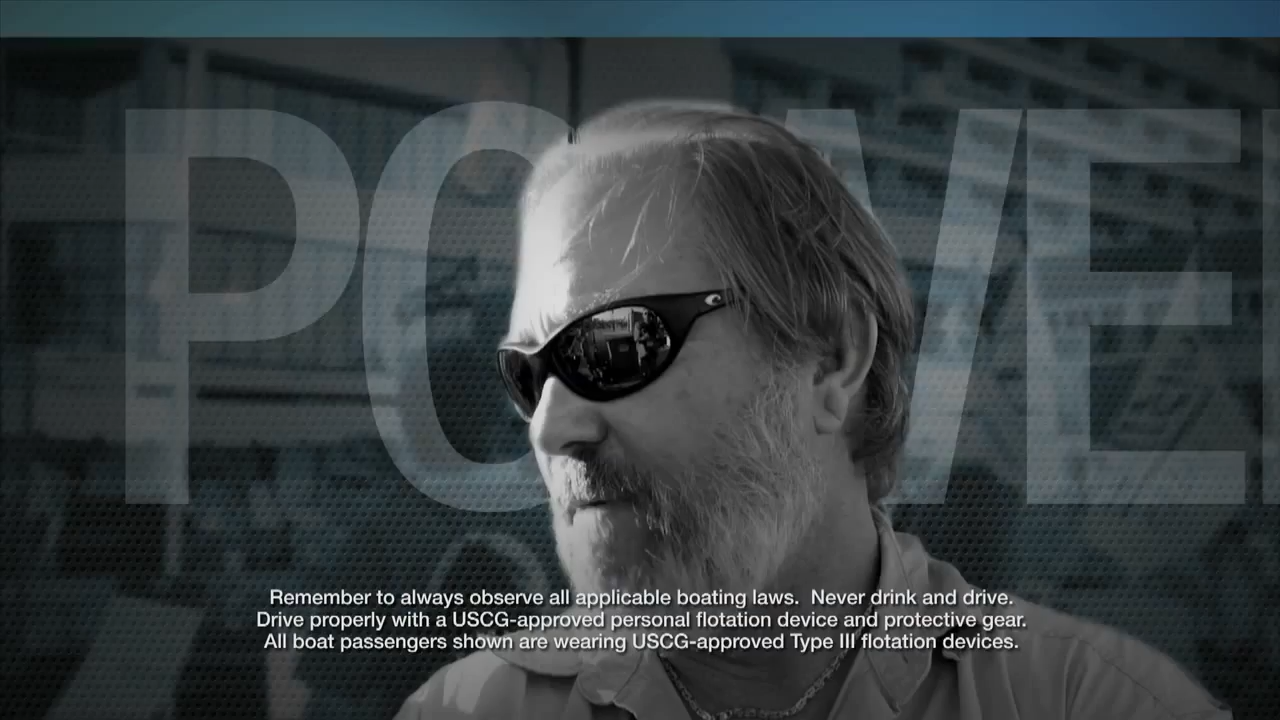 POWE
Remember to always observe all applicable boating laws.  Never drink and drive.
Drive properly with a USCG-approved personal flotation device and protective gear.
All boat passengers shown are wearing USCG-approved Type III flotation devices.